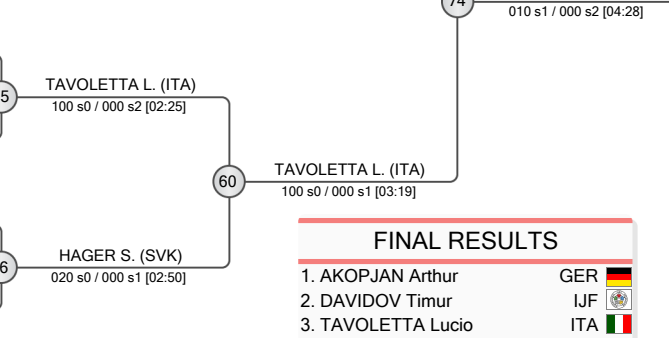 74
010 s1 / 000 s2 [04:28]
5
TAVOLETTA L. (ITA)
100 s0 / 000 s2 [02:25]
60
TAVOLETTA L. (ITA)
100 s0 / 000 s1 [03:19]
6
HAGER S. (SVK)
020 s0 / 000 s1 [02:50]
FINAL RESULTS
1. AKOPJAN Arthur GER
2. DAVIDOV Timur IJF
3. TAVOLETTA Lucio ITA